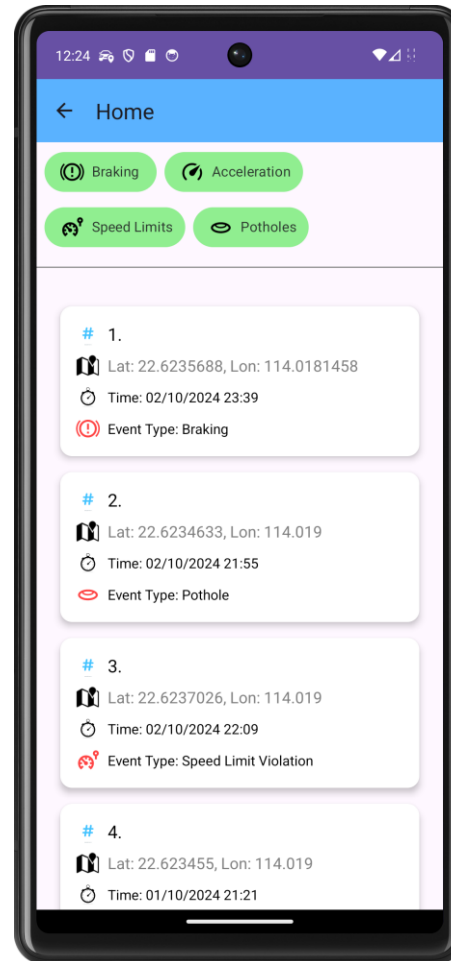 12:24
Home
Braking
Acceleration
Speed Limits
Potholes
# 1.
Lat: 22.6235688, Lon: 114.0181458
Time: 02/10/2024 23:39
Event Type: Braking
# 2.
Lat: 22.6234633, Lon: 114.019
Time: 02/10/2024 21:55
Event Type: Pothole
# 3.
Lat: 22.6237026, Lon: 114.019
Time: 02/10/2024 22:09
Event Type: Speed Limit Violation
# 4.
Lat: 22.623455, Lon: 114.019
Time: 01/10/2024 21:21